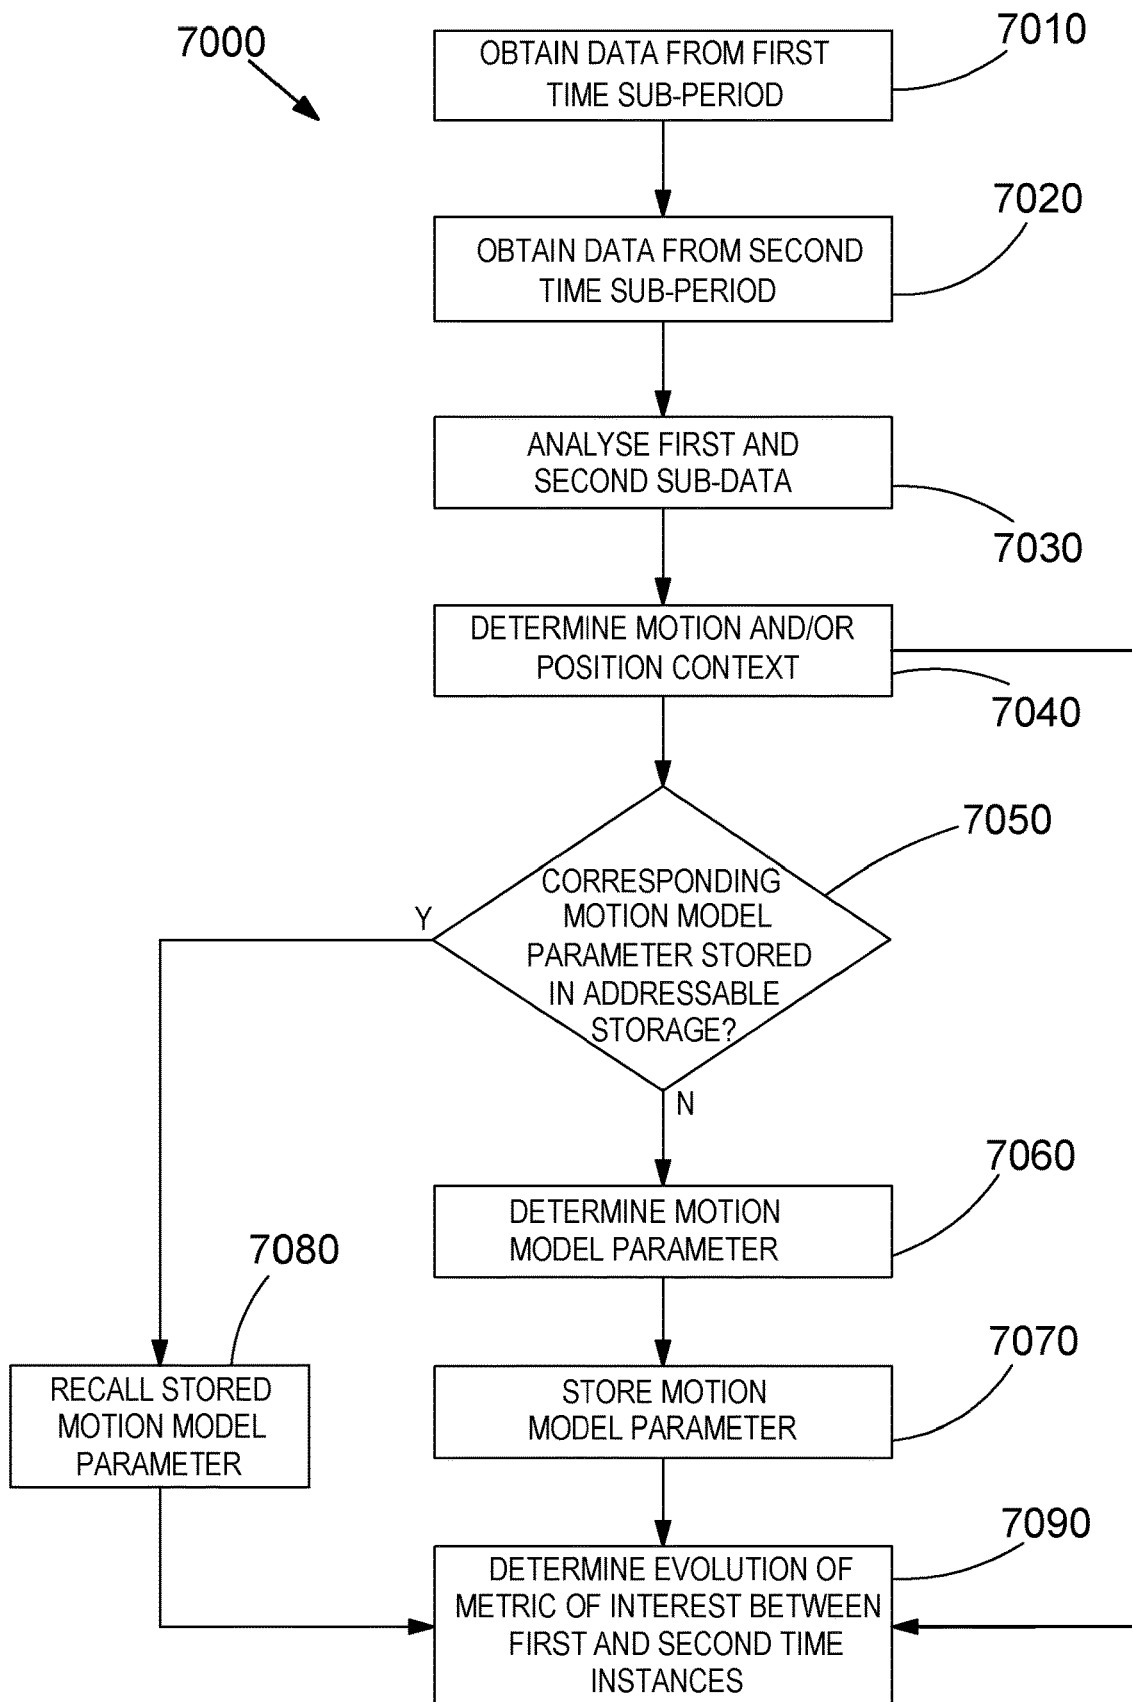 7000
OBTAIN DATA FROM FIRST
TIME SUB-PERIOD
7010
OBTAIN DATA FROM SECOND
TIME SUB-PERIOD
7020
ANALYSE FIRST AND
SECOND SUB-DATA
7030
DETERMINE MOTION AND/OR
POSITION CONTEXT
7040
CORRESPONDING
MOTION MODEL
PARAMETER STORED
IN ADDRESSABLE
STORAGE?
7050
Y
N
DETERMINE MOTION
MODEL PARAMETER
7060
STORE MOTION
MODEL PARAMETER
7070
RECALL STORED
MOTION MODEL
PARAMETER
7080
DETERMINE EVOLUTION OF
METRIC OF INTEREST BETWEEN
FIRST AND SECOND TIME
INSTANCES
7090